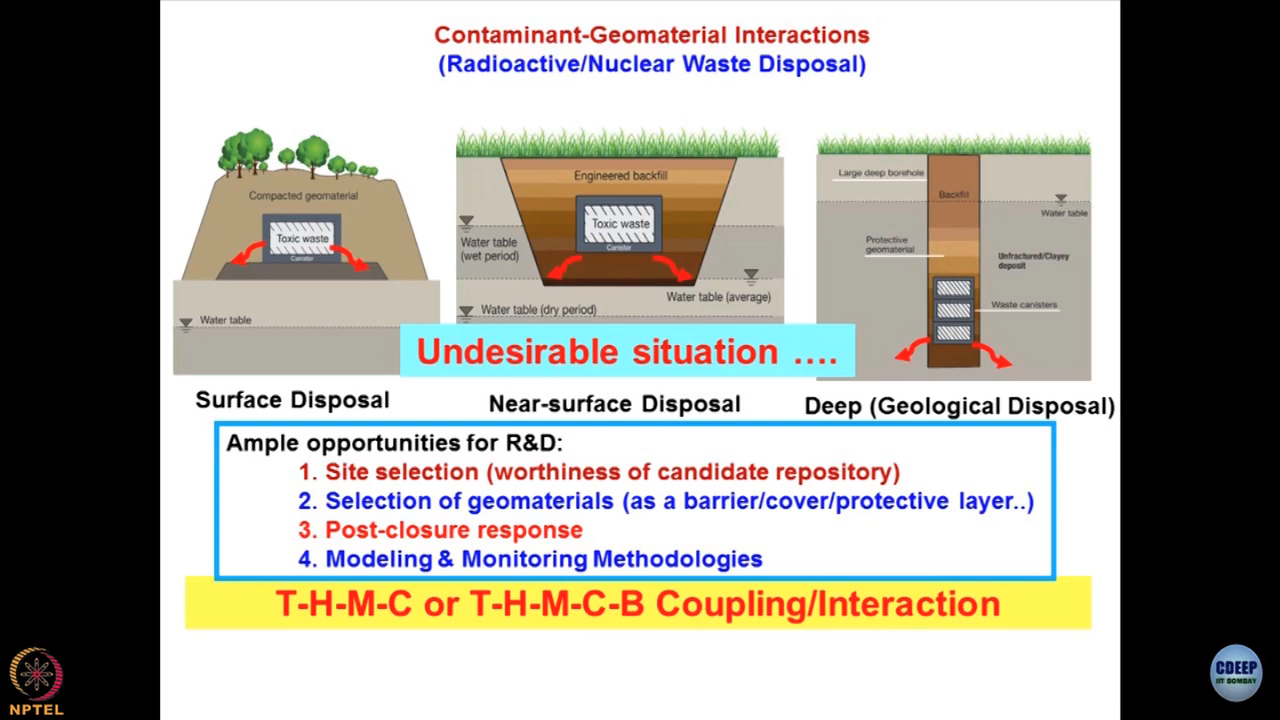 Contaminant-Geomaterial Interactions
(Radioactive/Nuclear Waste Disposal)
Compacted geomaterial
Toxic waste
Canister
Water table
Surface Disposal
Engineered backfill
Toxic waste
Canister
Water table
(wet period)
Water table (average)
Water table (dry period)
Near-surface Disposal
Large deep borehole
Backfill
Water table
Protective
geomaterial
Unfractured/Clayey
deposit
Waste canisters
Deep (Geological Disposal)
Undesirable situation ....
Ample opportunities for R&D:
1. Site selection (worthiness of candidate repository)
2. Selection of geomaterials (as a barrier/cover/protective layer..)
3. Post-closure response
4. Modeling & Monitoring Methodologies
T-H-M-C or T-H-M-C-B Coupling/Interaction
NPTEL
CDEEP
IIT BOMBAY